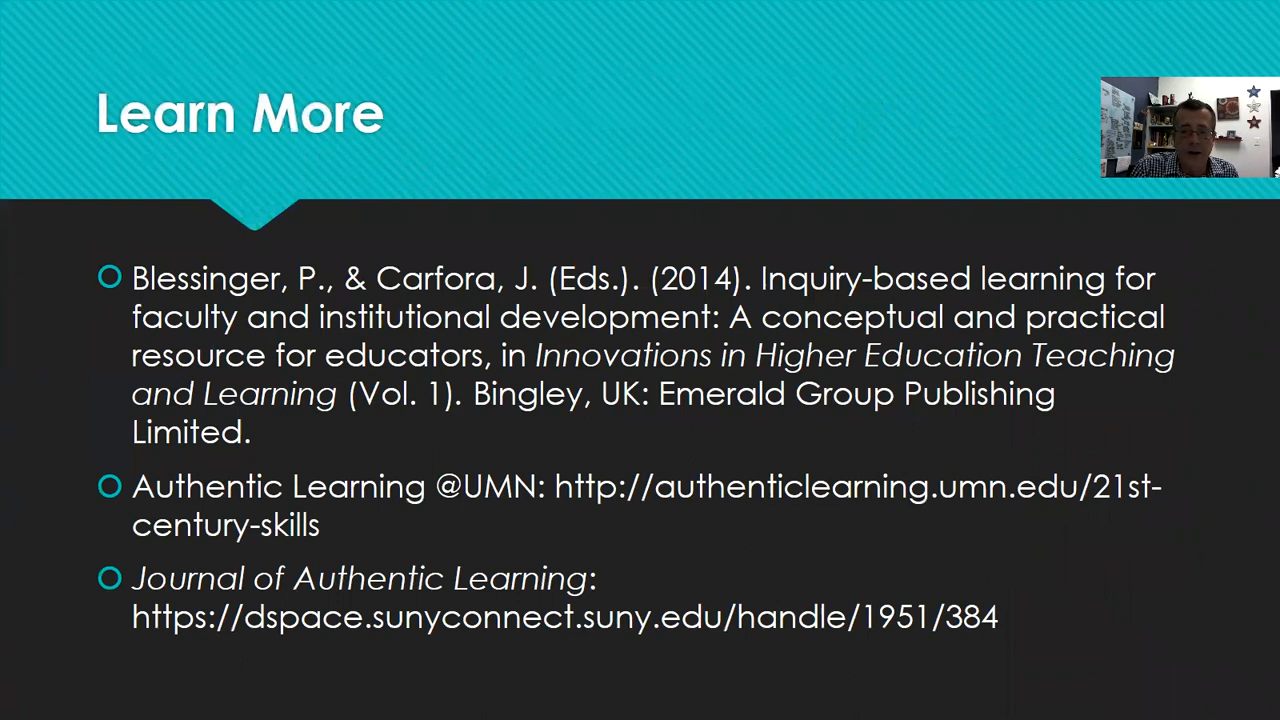 Learn More
Blessinger, P., & Carfora, J. (Eds.). (2014). Inquiry-based learning for
faculty and institutional development: A conceptual and practical
resource for educators, in Innovations in Higher Education Teaching
and Learning (Vol. 1). Bingley, UK: Emerald Group Publishing
Limited.
Authentic Learning @UMN: http://authenticlearning.umn.edu/21st-
century-skills
Journal of Authentic Learning:
https://dspace.sunyconnect.suny.edu/handle/1951/384